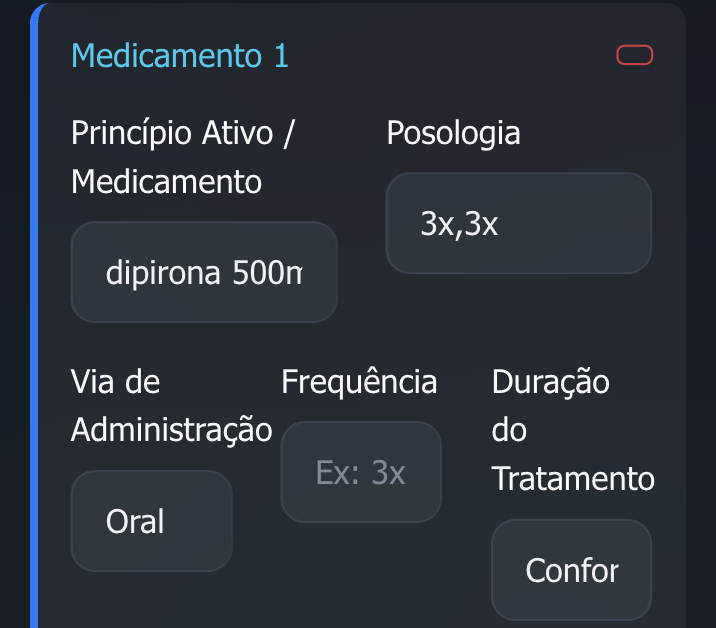 Medicamento 1
Princípio Ativo /
Medicamento
dipirona 500m
Posologia
3x,3x
Via de
Administração
Oral
Frequência
Ex: 3x
Duração
do
Tratamento
Confor